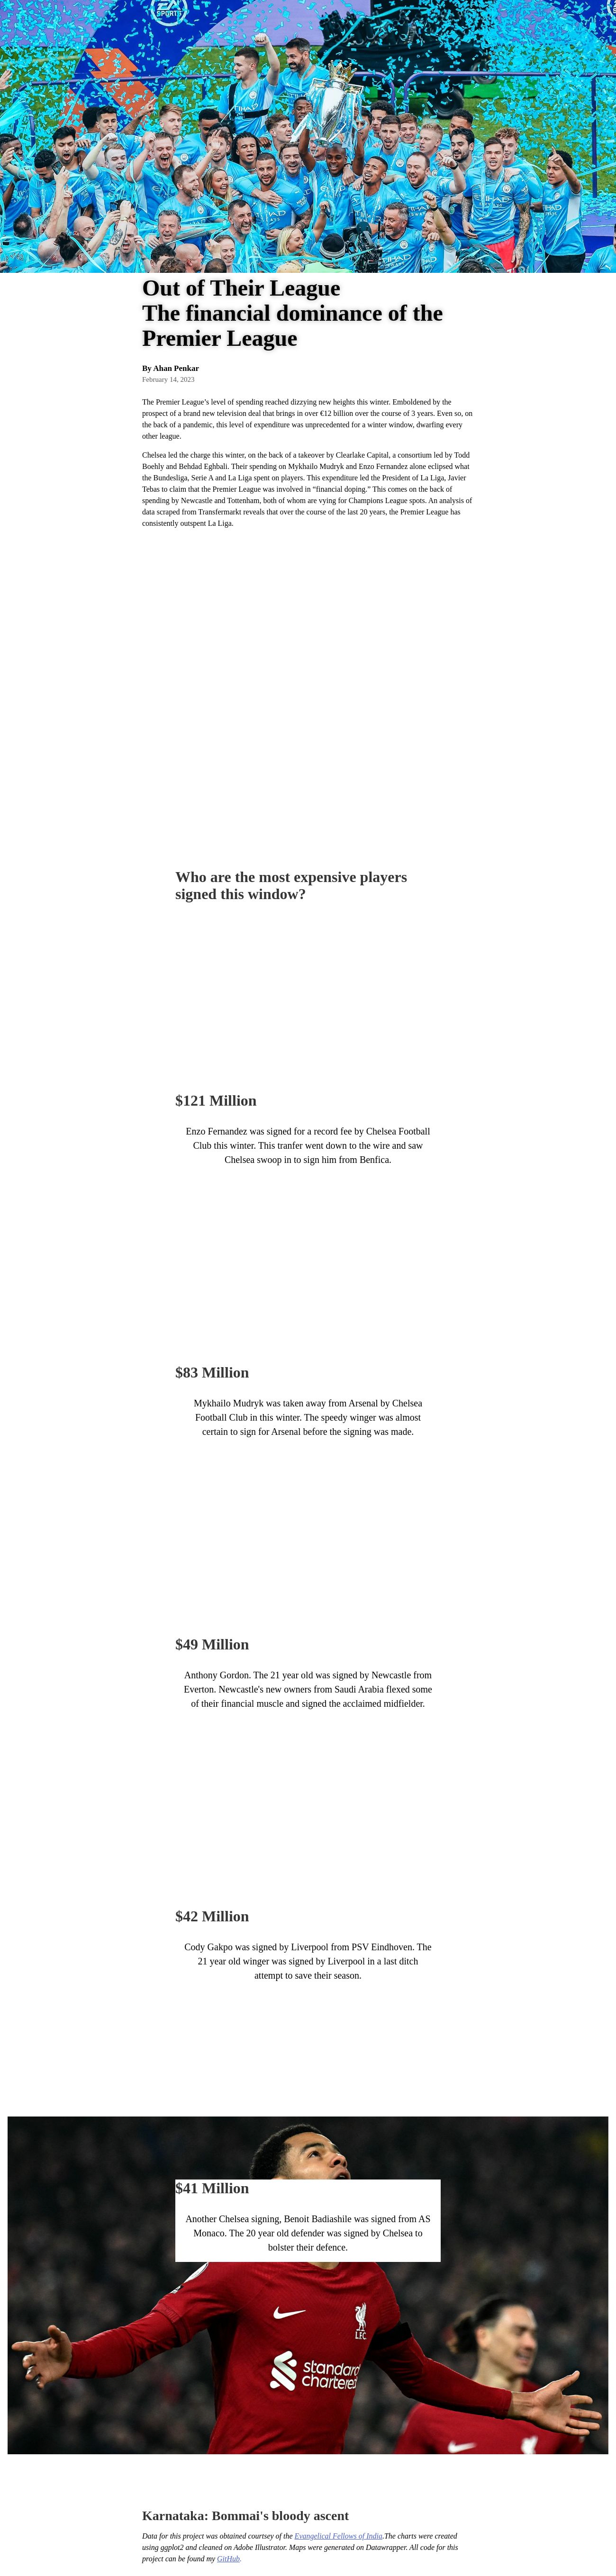 EA
SPORTS
Out of Their League
The financial dominance of the
Premier League
By Ahan Penkar
February 14, 2023
The Premier League’s level of spending reached dizzying new heights this winter. Emboldened by the
prospect of a brand new television deal that brings in over €12 billion over the course of 3 years. Even so, on
the back of a pandemic, this level of expenditure was unprecedented for a winter window, dwarfing every
other league.
Chelsea led the charge this winter, on the back of a takeover by Clearlake Capital, a consortium led by Todd
Boehly and Behdad Eghbali. Their spending on Mykhailo Mudryk and Enzo Fernandez alone eclipsed what
the Bundesliga, Serie A and La Liga spent on players. This expenditure led the President of La Liga, Javier
Tebas to claim that the Premier League was involved in “financial doping.” This comes on the back of
spending by Newcastle and Tottenham, both of whom are vying for Champions League spots. An analysis of
data scraped from Transfermarkt reveals that over the course of the last 20 years, the Premier League has
consistently outspent La Liga.
Who are the most expensive players
signed this window?
$121 Million
Enzo Fernandez was signed for a record fee by Chelsea Football
Club this winter. This tranfer went down to the wire and saw
Chelsea swoop in to sign him from Benfica.
$83 Million
Mykhailo Mudryk was taken away from Arsenal by Chelsea
Football Club in this winter. The speedy winger was almost
certain to sign for Arsenal before the signing was made.
$49 Million
Anthony Gordon. The 21 year old was signed by Newcastle from
Everton. Newcastle's new owners from Saudi Arabia flexed some
of their financial muscle and signed the acclaimed midfielder.
$42 Million
Cody Gakpo was signed by Liverpool from PSV Eindhoven. The
21 year old winger was signed by Liverpool in a last ditch
attempt to save their season.
$41 Million
Another Chelsea signing, Benoit Badiashile was signed from AS
Monaco. The 20 year old defender was signed by Chelsea to
bolster their defence.
L.F.C.
standard
chartered
Karnataka: Bommai's bloody ascent
Data for this project was obtained courtsey of the Evangelical Fellows of India.The charts were created
using ggplot2 and cleaned on Adobe Illustrator. Maps were generated on Datawrapper. All code for this
project can be found my GitHub.